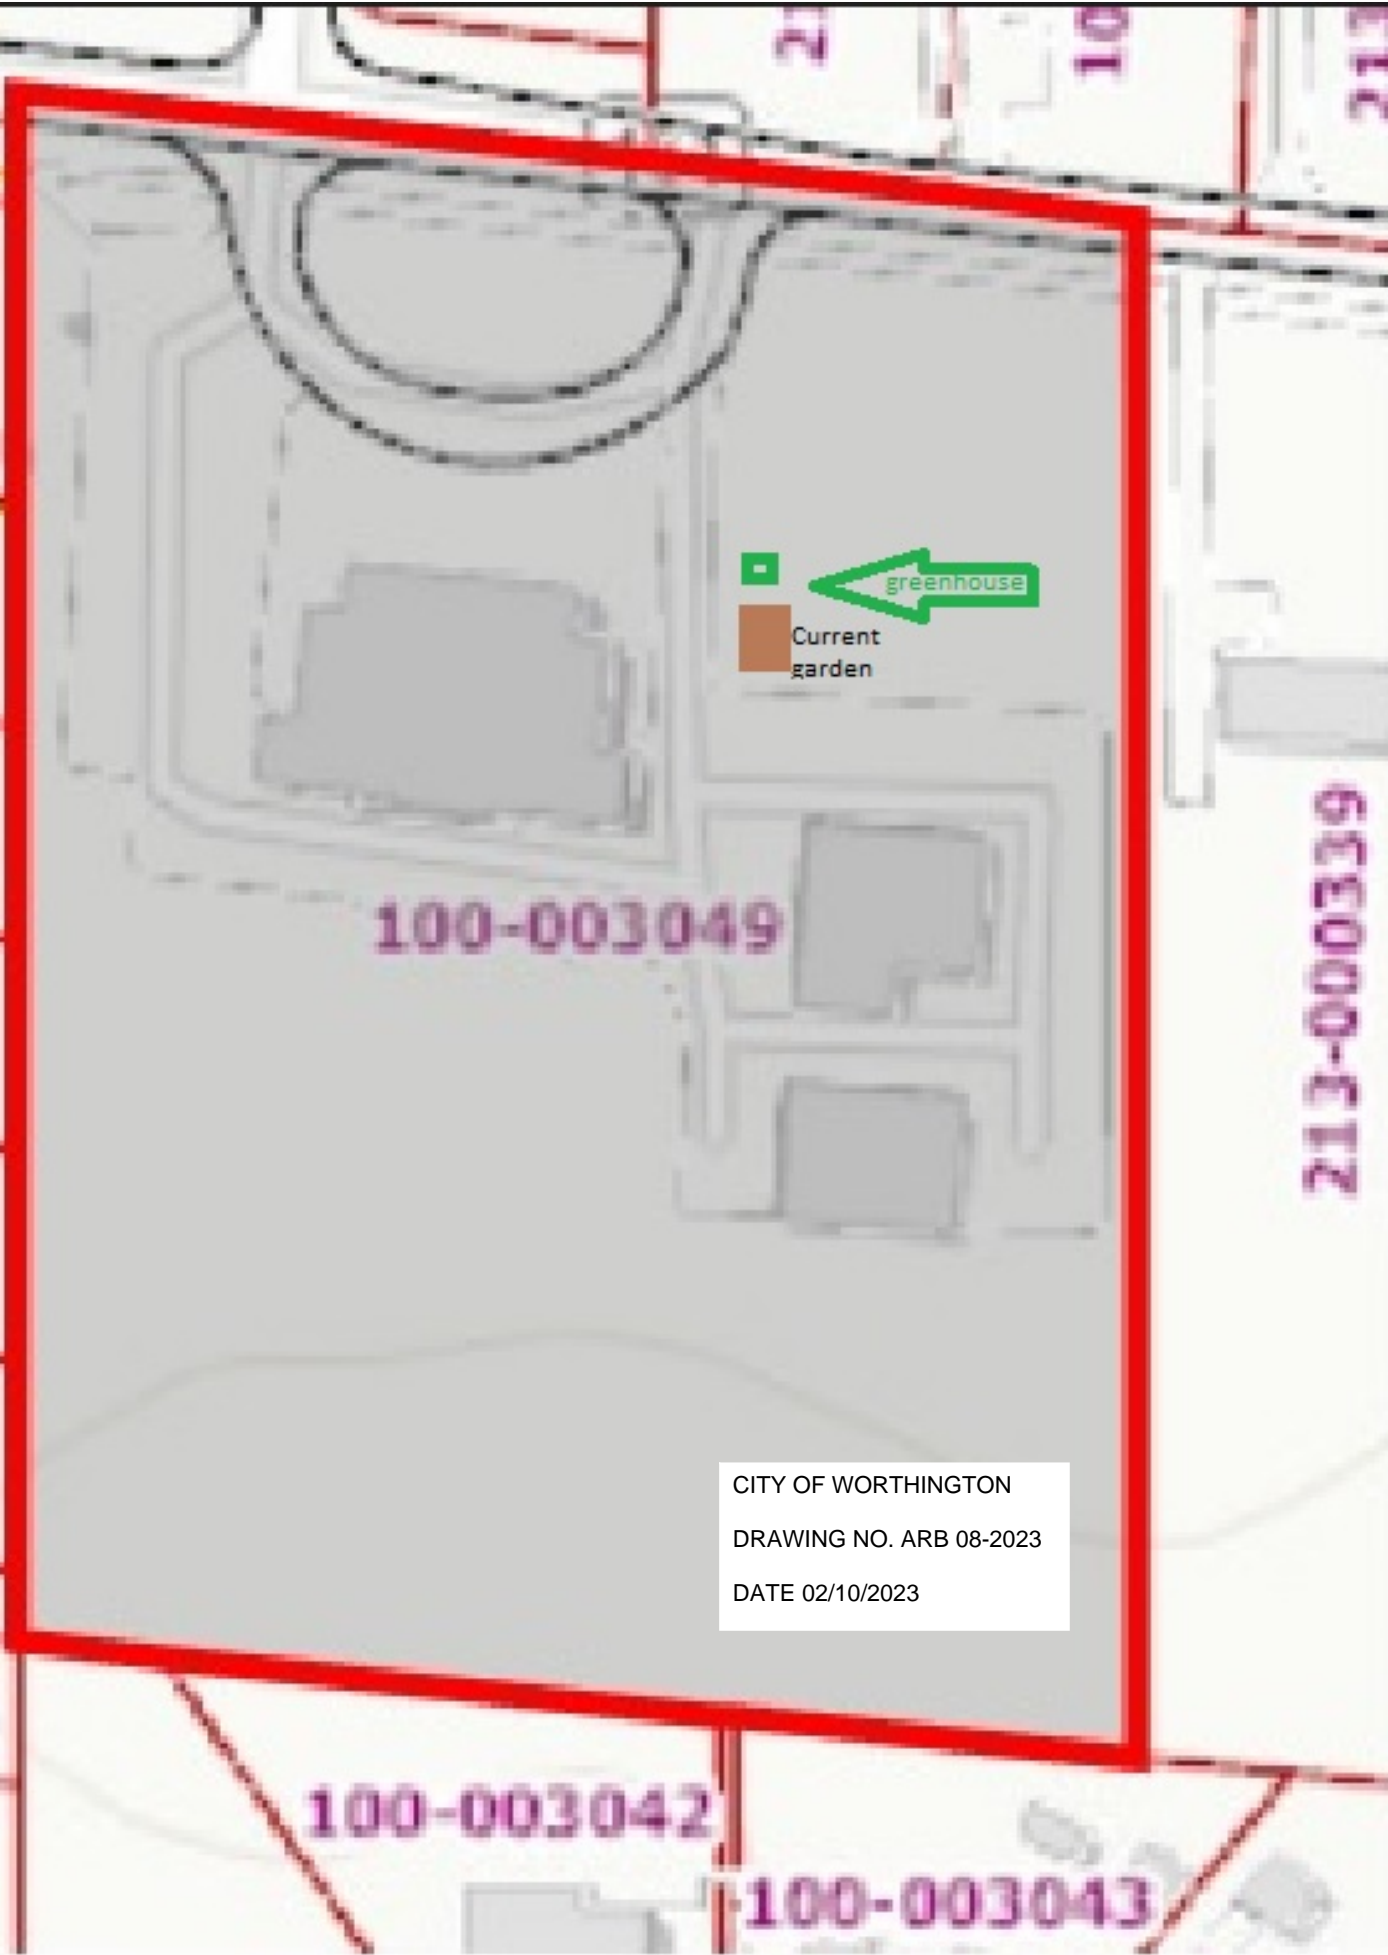 greenhouse
Current
garden
100-003049
213-000339
CITY OF WORTHINGTON
DRAWING NO. ARB 08-2023
DATE 02/10/2023
100-003042
100-003043